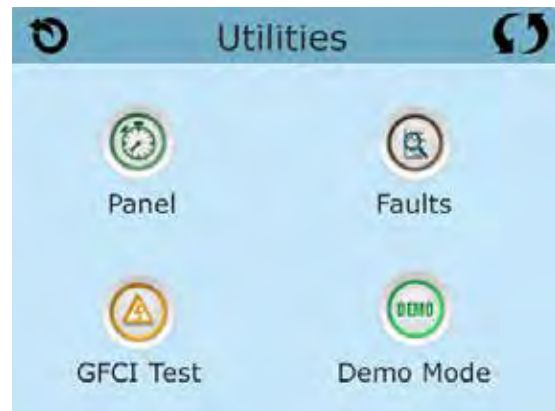 Utilities
Panel
Faults
DEMO
GFCI Test
Demo Mode